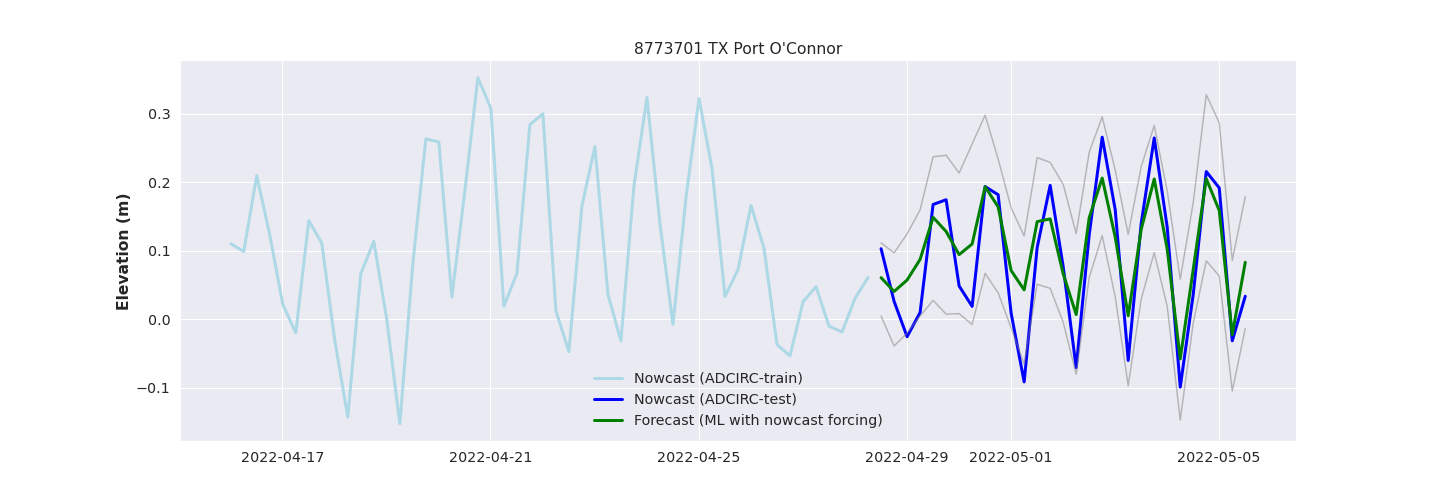 8773701 TX Port O'Connor
Elevation (m)
0.3
0.2
0.1
0.0
−0.1
Nowcast (ADCIRC-train)
Nowcast (ADCIRC-test)
Forecast (ML with nowcast forcing)
2022-04-17 2022-04-21 2022-04-25 2022-04-29 2022-05-01 2022-05-05